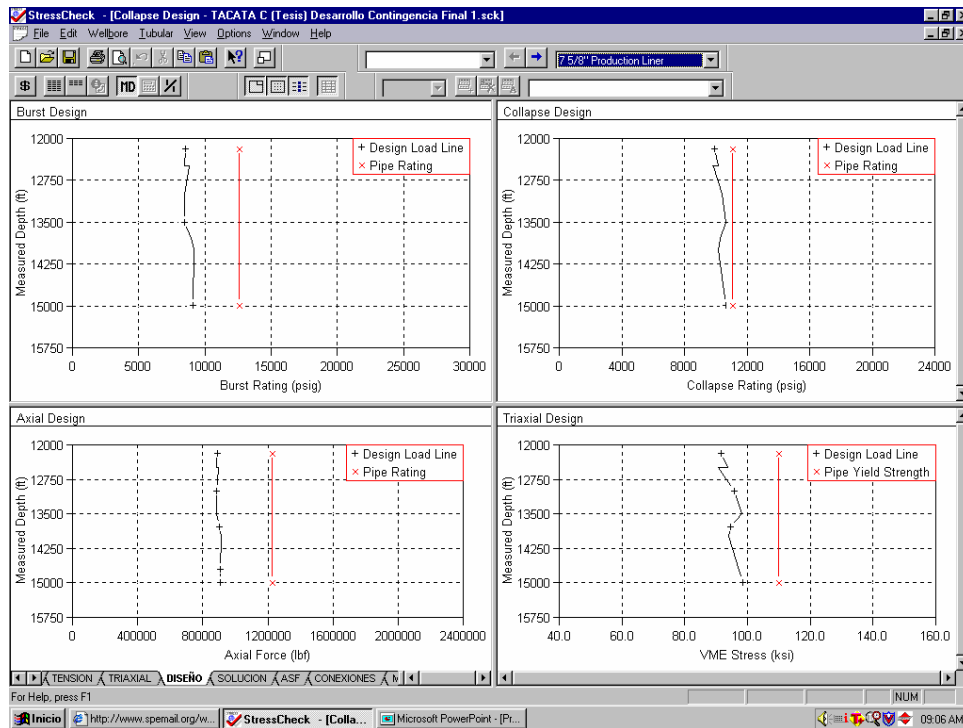 StressCheck - [Collapse Design - TACATA C (Tesis) Desarrollo Contingencia Final 1.sck]
File Edit Wellbore Tubular View Options Window Help
7 5/8" Production Liner
$ MD
Burst Design
12000
12750
13500
14250
15000
15750
Measured Depth (ft)
+ Design Load Line
× Pipe Rating
0 5000 10000 15000 20000 25000 30000
Burst Rating (psig)
Collapse Design
12000
12750
13500
14250
15000
15750
Measured Depth (ft)
+ Design Load Line
× Pipe Rating
0 4000 8000 12000 16000 20000 24000
Collapse Rating (psig)
Axial Design
12000
12750
13500
14250
15000
15750
Measured Depth (ft)
+ Design Load Line
× Pipe Rating
0 400000 800000 1200000 1600000 2000000 2400000
Axial Force (lbf)
Triaxial Design
12000
12750
13500
14250
15000
15750
Measured Depth (ft)
+ Design Load Line
× Pipe Yield Strength
40.0 60.0 80.0 100.0 120.0 140.0 160.0
VME Stress (ksi)
TENSION TRIAXIAL DISEÑO SOLUCION ASF CONEXIONES
For Help, press F1
NUM
Inicio http://www.spemail.org/w... StressCheck - [Colla... Microsoft PowerPoint - [Pr... 09:06 AM